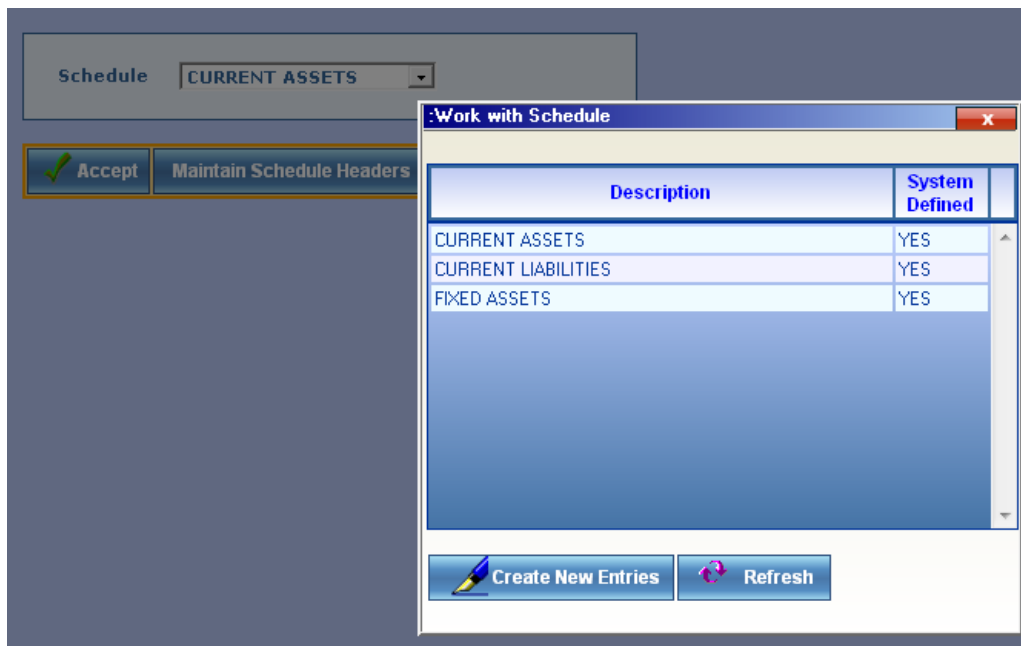 Schedule CURRENT ASSETS
Accept Maintain Schedule Headers
:Work with Schedule x
Description System Defined
CURRENT ASSETS YES
CURRENT LIABILITIES YES
FIXED ASSETS YES
Create New Entries Refresh